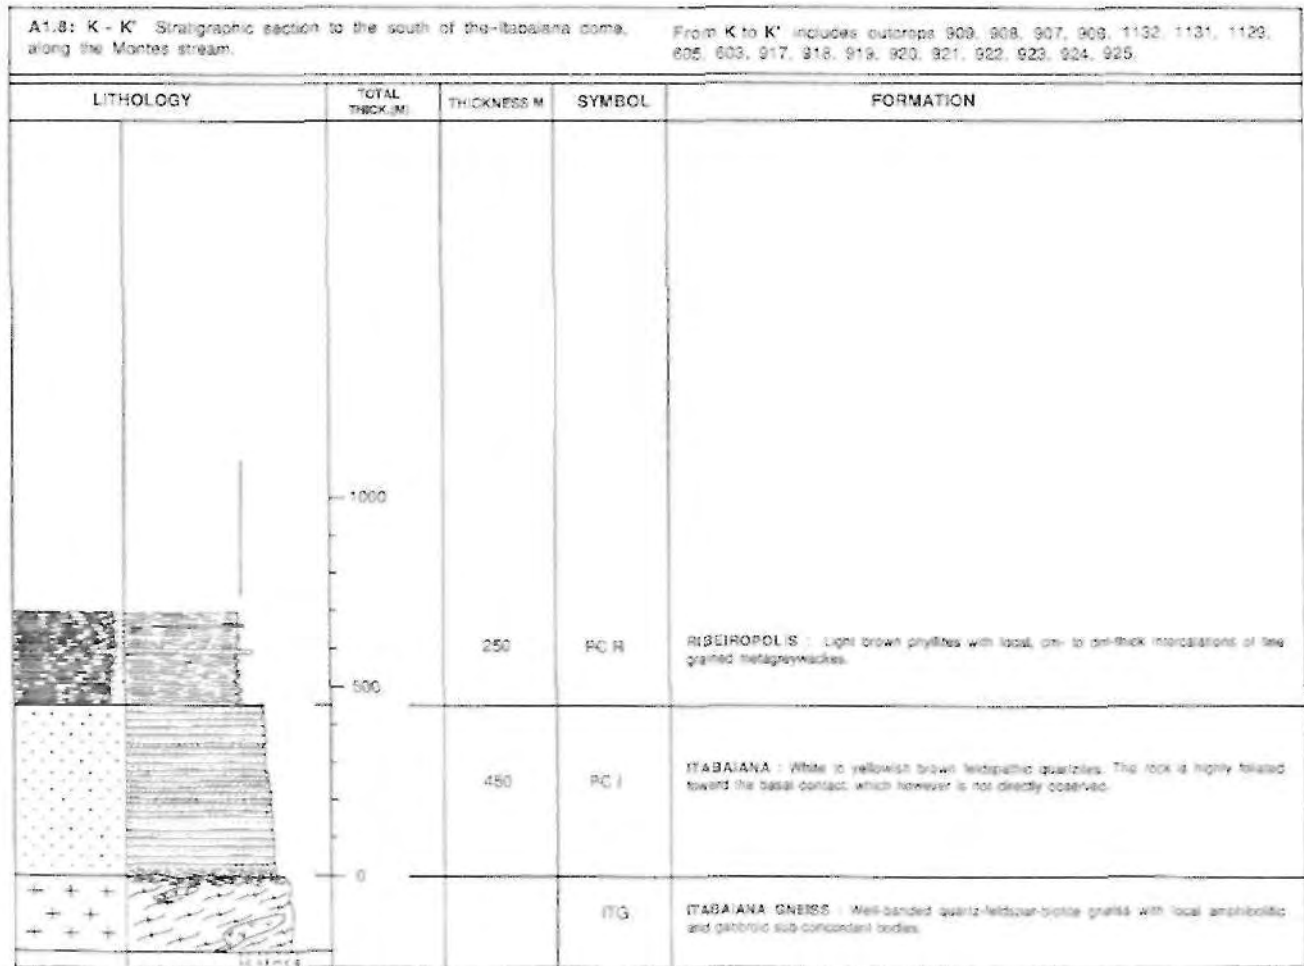 A1.8: K - K' Stratigraphic section to the south of the-Itabaiana dome,
along the Montes stream.
From K to K' includes outcrops 909, 908, 907, 909, 1132, 1131, 1129,
605, 603, 917, 918, 919, 920, 921, 922, 923, 924, 925.
LITHOLOGY
TOTAL
THICK.(M)
THICKNESS M
SYMBOL
FORMATION
1000
250
PC R
RIBEIROPOLIS : Light brown phyllites with local, cm- to dm-thick intercalations of fine
grained metagreywackes.
500
450
PC I
ITABAIANA : White to yellowish brown feldspathic quartzites. The rock is highly foliated
toward the basal contact, which however is not directly observed.
0
ITG
ITABAIANA GNEISS : Well-banded quartz-feldspar-biotite gneiss with local amphibolitic
and gabbroic sub-concordant bodies.